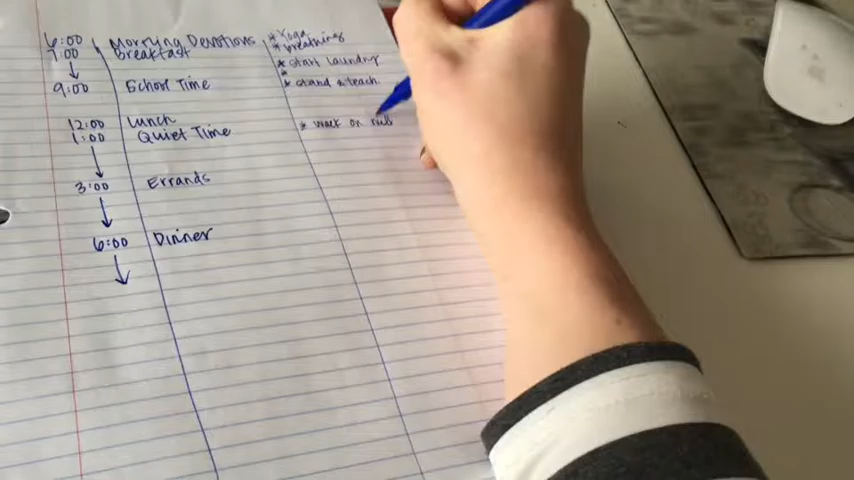 6:00 Morning Devotions * Yoga
7:00 breakfast * breathing
* start laundry
9:00 School Time * stand & teach
12:00 Lunch
1:00 Quiet Time * walk on
3:00 Errands
6:00 Dinner